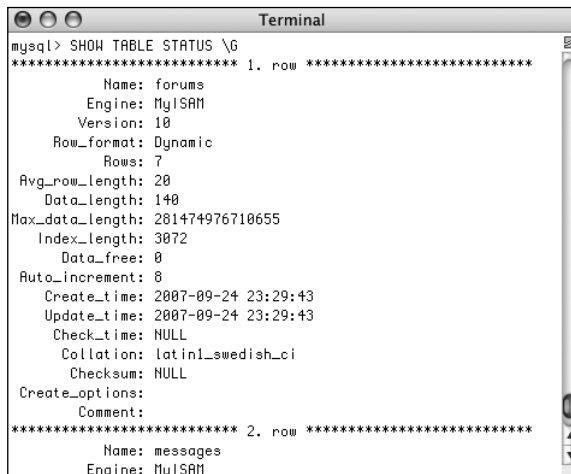 Terminal
mysql> SHOW TABLE STATUS \G
*************************** 1. row ***************************
Name: forums
Engine: MyISAM
Version: 10
Row_format: Dynamic
Rows: 7
Avg_row_length: 20
Data_length: 140
Max_data_length: 281474976710655
Index_length: 3072
Data_free: 0
Auto_increment: 8
Create_time: 2007-09-24 23:29:43
Update_time: 2007-09-24 23:29:43
Check_time: NULL
Collation: latin1_swedish_ci
Checksum: NULL
Create_options:
Comment:
*************************** 2. row ***************************
Name: messages
Engine: MyISAM